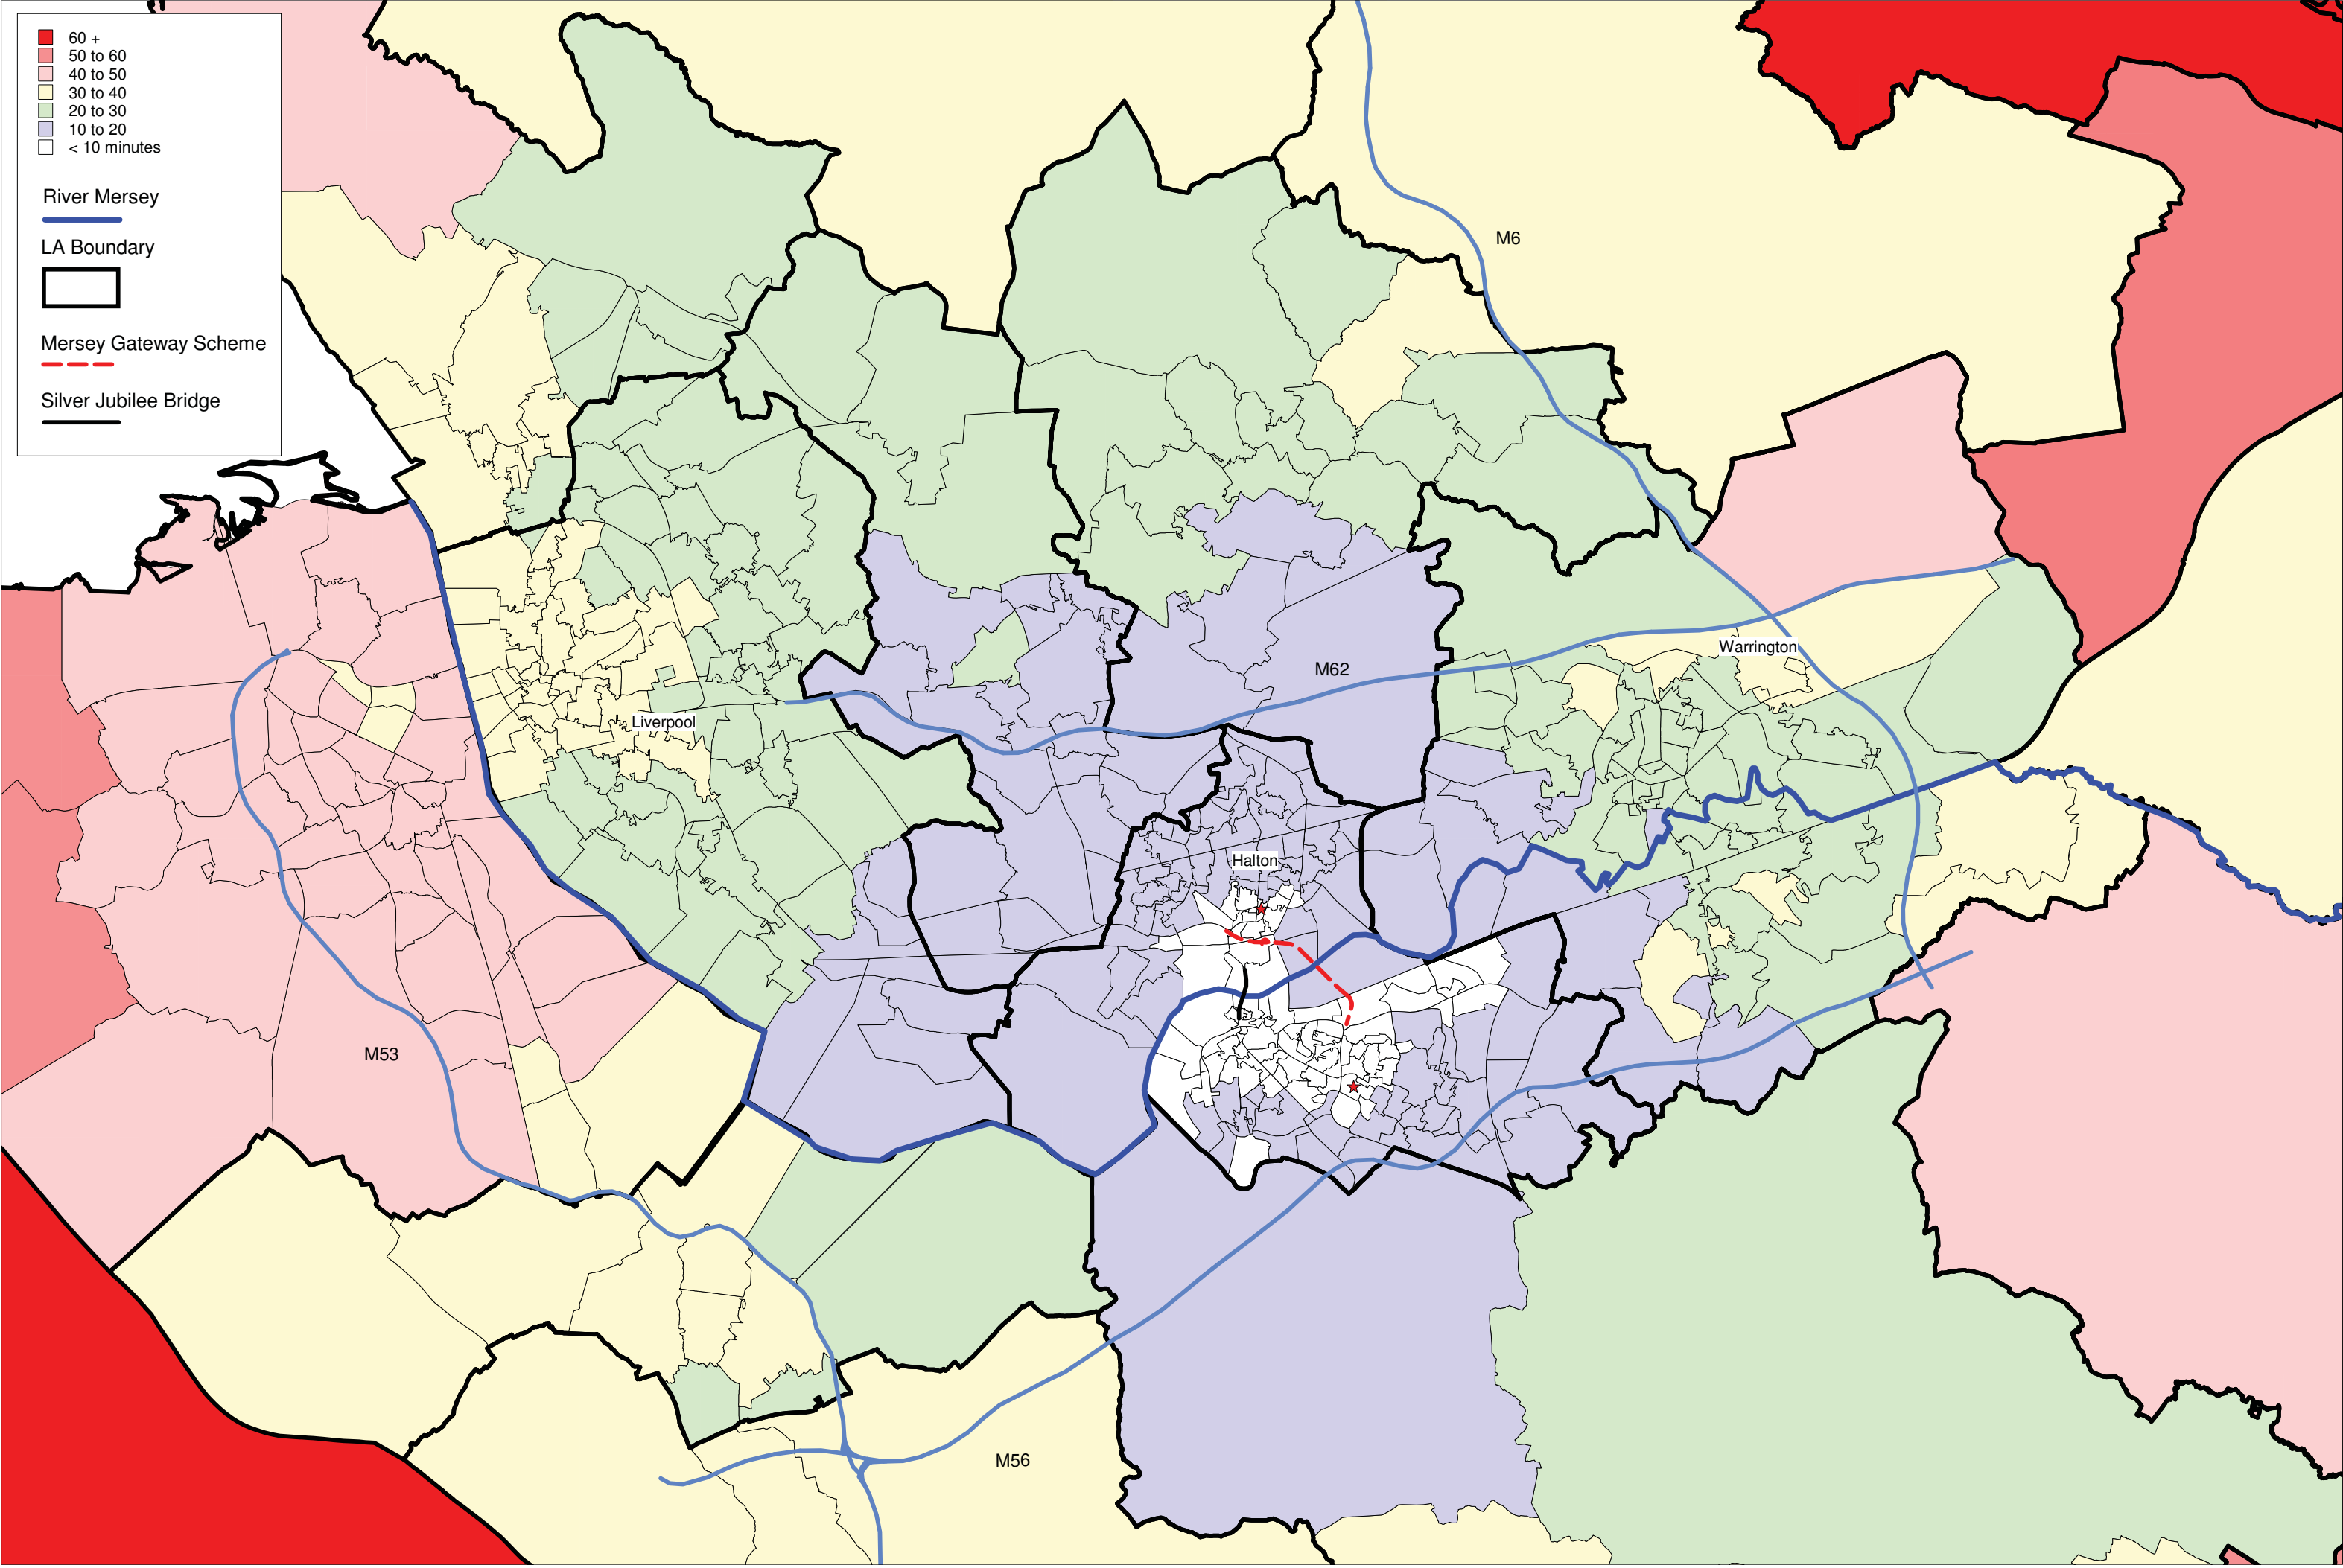 60 +
50 to 60
40 to 50
30 to 40
20 to 30
10 to 20
< 10 minutes
River Mersey
LA Boundary
Mersey Gateway Scheme
Silver Jubilee Bridge
M6
Warrington
M62
Liverpool
Halton
M53
M56